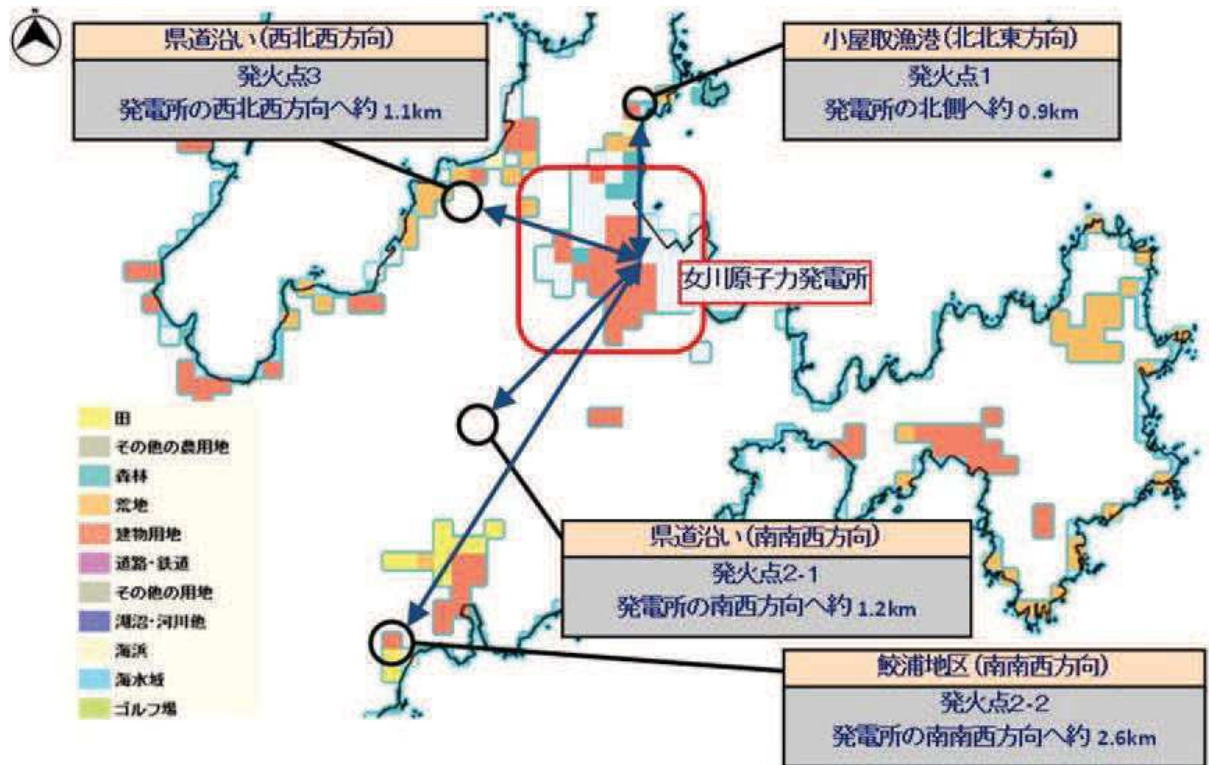 県道沿い(西北西方向)
発火点3
発電所の西北西方向へ約 1.1km
小屋取漁港(北北東方向)
発火点1
発電所の北側へ約 0.9km
女川原子力発電所
田
その他の農用地
森林
荒地
建物用地
道路・鉄道
その他の用地
湖沼・河川他
海浜
海水域
ゴルフ場
県道沿い(南南西方向)
発火点2-1
発電所の南西方向へ約 1.2km
鮫浦地区(南南西方向)
発火点2-2
発電所の南南西方向へ約 2.6km